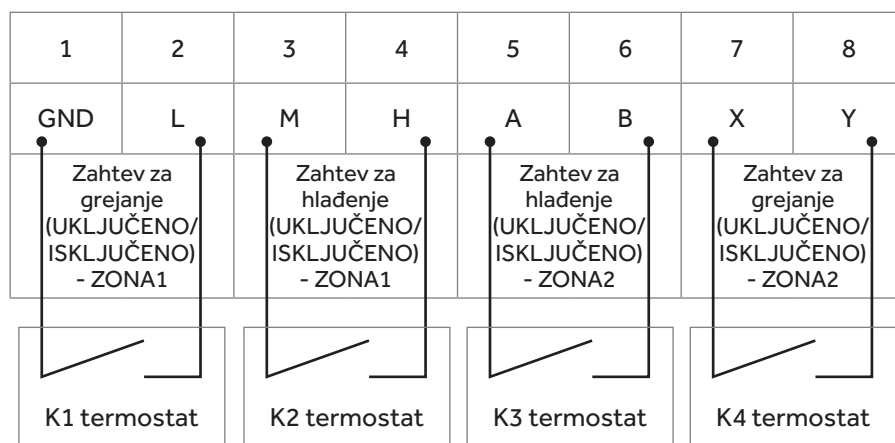 1 2 3 4 5 6 7 8
GND L M H A B X Y
Zahtev za
grejanje
(UKLJUČENO/
ISKLJUČENO)
- ZONA1
Zahtev za
hlađenje
(UKLJUČENO/
ISKLJUČENO)
- ZONA1
Zahtev za
hlađenje
(UKLJUČENO/
ISKLJUČENO)
- ZONA2
Zahtev za
grejanje
(UKLJUČENO/
ISKLJUČENO)
- ZONA2
K1 termostat K2 termostat K3 termostat K4 termostat